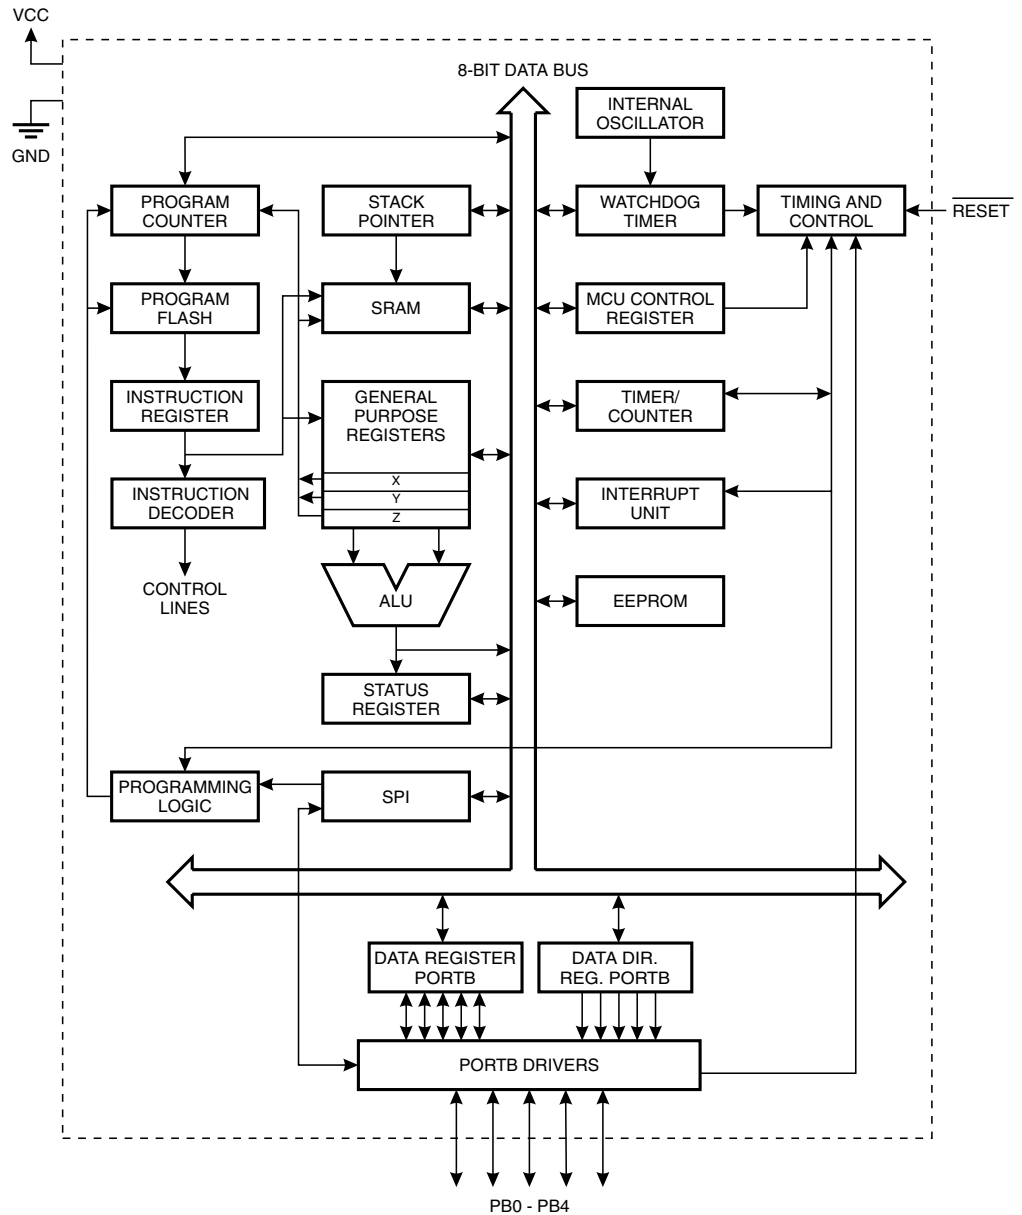 VCC
GND
8-BIT DATA BUS
INTERNAL
OSCILLATOR
PROGRAM
COUNTER
STACK
POINTER
WATCHDOG
TIMER
TIMING AND
CONTROL
RESET
PROGRAM
FLASH
SRAM
MCU CONTROL
REGISTER
INSTRUCTION
REGISTER
GENERAL
PURPOSE
REGISTERS
X
Y
Z
TIMER/
COUNTER
INSTRUCTION
DECODER
INTERRUPT
UNIT
CONTROL
LINES
ALU
EEPROM
STATUS
REGISTER
PROGRAMMING
LOGIC
SPI
DATA REGISTER
PORTB
DATA DIR.
REG. PORTB
PORTB DRIVERS
PB0 - PB4